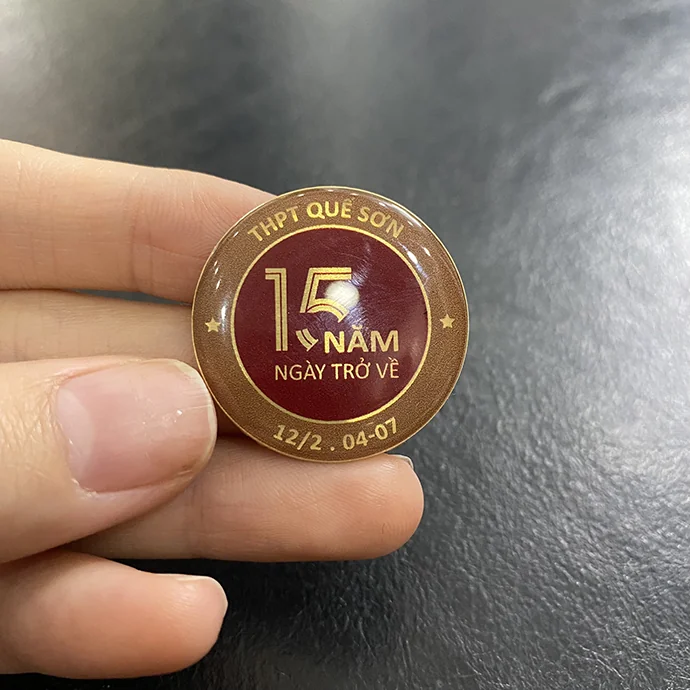 THPT QUẾ SƠN
15
NĂM
NGÀY TRỞ VỀ
12/2 . 04-07